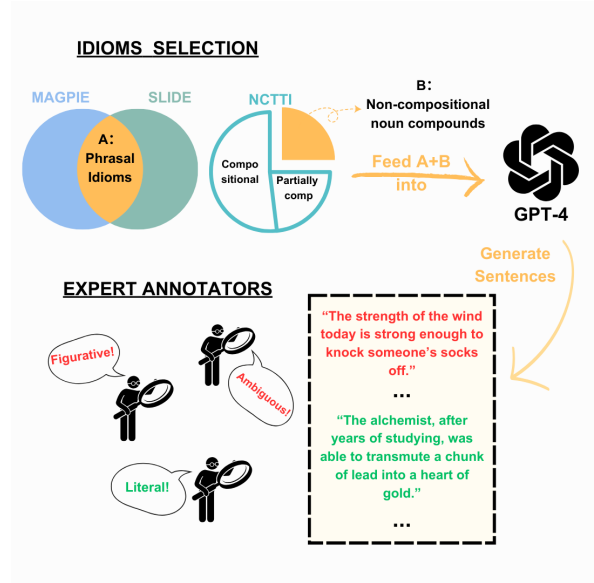 IDIOMS SELECTION
MAGPIE
SLIDE
A:
Phrasal
Idioms
NCTTI
Compo
sitional
Partially
comp
B:
Non-compositional
noun compounds
Feed A+B
into
GPT-4
Generate
Sentences
EXPERT ANNOTATORS
Figurative!
Ambiguous!
Literal!
“The strength of the wind
today is strong enough to
knock someone’s socks
off.”
...
“The alchemist, after
years of studying, was
able to transmute a chunk
of lead into a heart of
gold.”
...